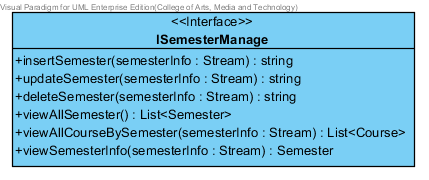 Visual Paradigm for UML Enterprise Edition(College of Arts, Media and Technology)
<<Interface>>
ISemesterManage
+insertSemester(semesterInfo : Stream) : string
+updateSemester(semesterInfo : Stream) : string
+deleteSemester(semesterInfo : Stream) : string
+viewAllSemester() : List<Semester>
+viewAllCourseBySemester(semesterInfo : Stream) : List<Course>
+viewSemesterInfo(semesterInfo : Stream) : Semester